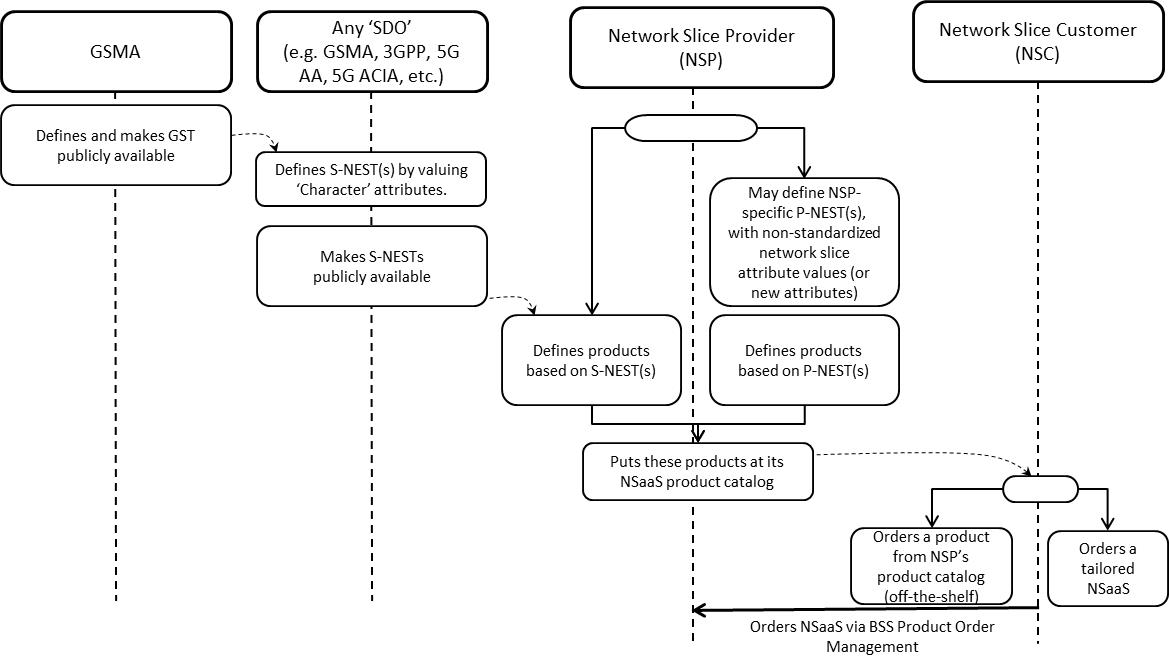 GSMA
Any ‘SDO’
(e.g. GSMA, 3GPP, 5G
AA, 5G ACIA, etc.)
Network Slice Provider
(NSP)
Network Slice Customer
(NSC)
Defines and makes GST
publicly available
Defines S-NEST(s) by valuing
‘Character’ attributes.
Makes S-NESTs
publicly available
May define NSP-
specific P-NEST(s),
with non-standardized
network slice
attribute values (or
new attributes)
Defines products
based on S-NEST(s)
Defines products
based on P-NEST(s)
Puts these products at its
NSaaS product catalog
Orders a product
from NSP’s
product catalog
(off-the-shelf)
Orders a
tailored
NSaaS
Orders NSaaS via BSS Product Order
Management